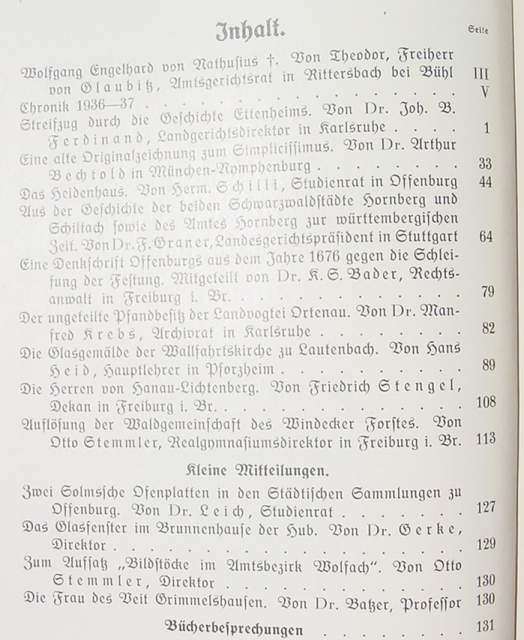 Inhalt.
Seite
Wolfgang Engelhard von Nathusius †. Von Theodor, Freiherr
von Glaubitz, Amtsgerichtsrat in Rittersbach bei Bühl III
Chronik 1936—37 . . . . . . . . . . . . . . V
Streifzug durch die Geschichte Ettenheims. Von Dr. Joh. B.
Ferdinand, Landgerichtsdirektor in Karlsruhe . . . . 1
Eine alte Originalzeichnung zum Simplicissimus. Von Dr. Arthur
Bechtold in München-Nymphenburg . . . . . . . . 33
Das Heidenhaus. Von Herm. Schilli, Studienrat in Offenburg 44
Aus der Geschichte der beiden Schwarzwaldstädte Hornberg und
Schiltach sowie des Amtes Hornberg zur württembergischen
Zeit. Von Dr. F. Graner, Landesgerichtspräsident in Stuttgart 64
Eine Denkschrift Offenburgs aus dem Jahre 1676 gegen die Schlei-
fung der Festung. Mitgeteilt von Dr. K. S. Bader, Rechts-
anwalt in Freiburg i. Br. . . . . . . . . . . . 79
Der ungeteilte Pfandbesitz der Landvogtei Ortenau. Von Dr. Man-
fred Krebs, Archivrat in Karlsruhe . . . . . . . . 82
Die Glasgemälde der Wallfahrtskirche zu Lautenbach. Von Hans
Heid, Hauptlehrer in Pforzheim . . . . . . . . . 89
Die Herren von Hanau-Lichtenberg. Von Friedrich Stengel,
Dekan in Freiburg i. Br. . . . . . . . . . . . 108
Auflösung der Waldgemeinschaft des Windecker Forstes. Von
Otto Stemmler, Realgymnasiumsdirektor in Freiburg i. Br. 113
Kleine Mitteilungen.
Zwei Solmssche Ofenplatten in den Städtischen Sammlungen zu
Offenburg. Von Dr. Leich, Studienrat . . . . . . 127
Das Glasfenster im Brunnenhause der Hub. Von Dr. Gerke,
Direktor . . . . . . . . . . . . . . . . 129
Zum Aufsatz „Bildstöcke im Amtsbezirk Wolfach“. Von Otto
Stemmler, Direktor . . . . . . . . . . . . . 130
Die Frau des Veit Grimmelshausen. Von Dr. Batzer, Professor 130
Bücherbesprechungen . . . . . . 131